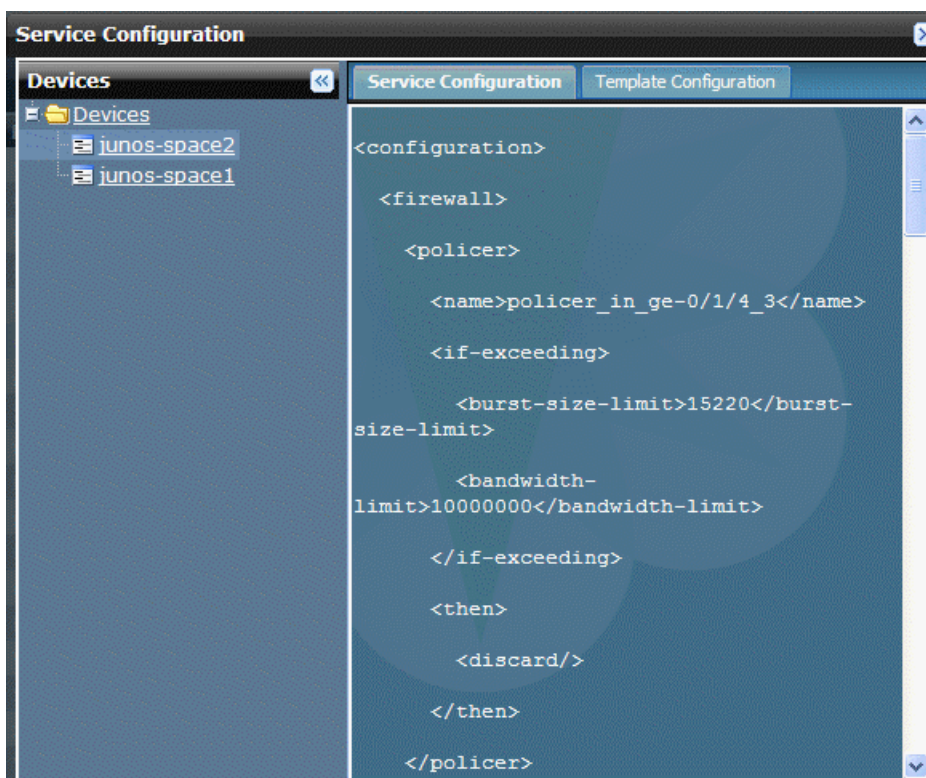 Service Configuration
Devices
Devices
junos-space2
junos-space1
Service Configuration
Template Configuration
<configuration>
<firewall>
<policer>
<name>policer_in_ge-0/1/4_3</name>
<if-exceeding>
<burst-size-limit>15220</burst-
size-limit>
<bandwidth-
limit>10000000</bandwidth-limit>
</if-exceeding>
<then>
<discard/>
</then>
</policer>